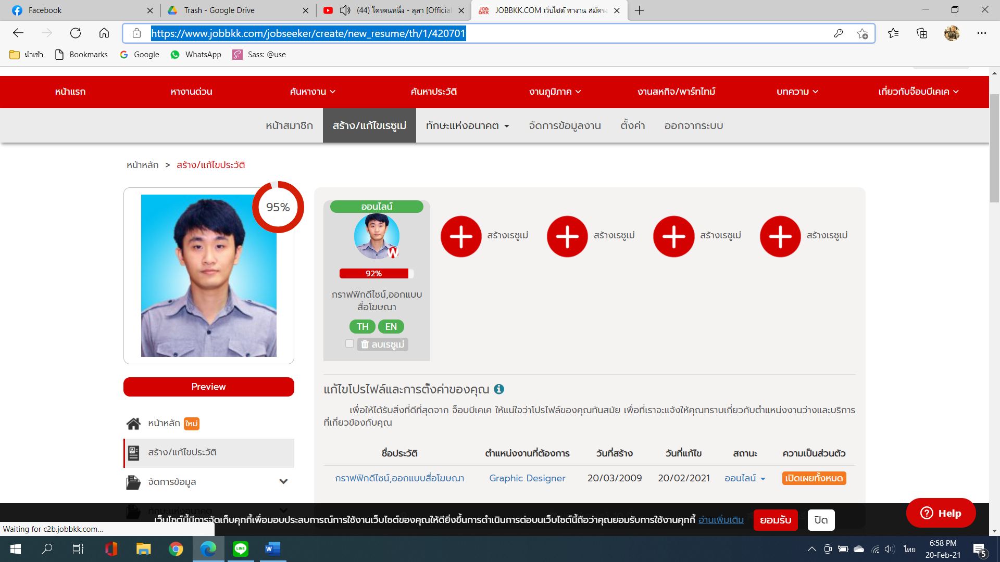 Facebook
Trash - Google Drive
(44) ใครคนหนึ่ง - ลุลา [Official
JOBBKK.COM เว็บไซต์ หางาน สมัครง
https://www.jobbkk.com/jobseeker/create/new_resume/th/1/420701
นำเข้า
Bookmarks
Google
WhatsApp
Sass: @use
หน้าแรก
หางานด่วน
ค้นหางาน
ค้นหาประวัติ
งานภูมิภาค
งานสหกิจ/พาร์ทไทม์
บทความ
เกี่ยวกับจ๊อบบีเคเค
หน้าสมาชิก
สร้าง/แก้ไขเรซูเม่
ทักษะแห่งอนาคต
จัดการข้อมูลงาน
ตั้งค่า
ออกจากระบบ
หน้าหลัก > สร้าง/แก้ไขประวัติ
95%
ออนไลน์
W
92%
กราฟฟิกดีไซน์,ออกแบบ
สื่อโฆษณา
TH EN
ลบเรซูเม่
สร้างเรซูเม่
สร้างเรซูเม่
สร้างเรซูเม่
สร้างเรซูเม่
Preview
หน้าหลัก ใหม่
สร้าง/แก้ไขประวัติ
จัดการข้อมูล
ทักษะแห่งอนาคต
แก้ไขโปรไฟล์และการตั้งค่าของคุณ
เพื่อให้ได้รับสิ่งที่ดีที่สุดจาก จ๊อบบีเคเค ให้แน่ใจว่าโปรไฟล์ของคุณทันสมัย เพื่อที่เราจะแจ้งให้คุณทราบเกี่ยวกับตำแหน่งงานว่างและบริการ
ที่เกี่ยวข้องกับคุณ
ชื่อประวัติ ตำแหน่งงานที่ต้องการ วันที่สร้าง วันที่แก้ไข สถานะ ความเป็นส่วนตัว
กราฟฟิกดีไซน์,ออกแบบสื่อโฆษณา Graphic Designer 20/03/2009 20/02/2021 ออนไลน์ เปิดเผยทั้งหมด
เว็บไซต์นี้มีการจัดเก็บคุกกี้เพื่อมอบประสบการณ์การใช้งานเว็บไซต์ของคุณให้ดียิ่งขึ้นการดำเนินการต่อบนเว็บไซต์นี้ถือว่าคุณยอมรับการใช้งานคุกกี้ อ่านเพิ่มเติม ยอมรับ ปิด
Help
Waiting for c2b.jobbkk.com...
ไทย
6:58 PM
20-Feb-21
5